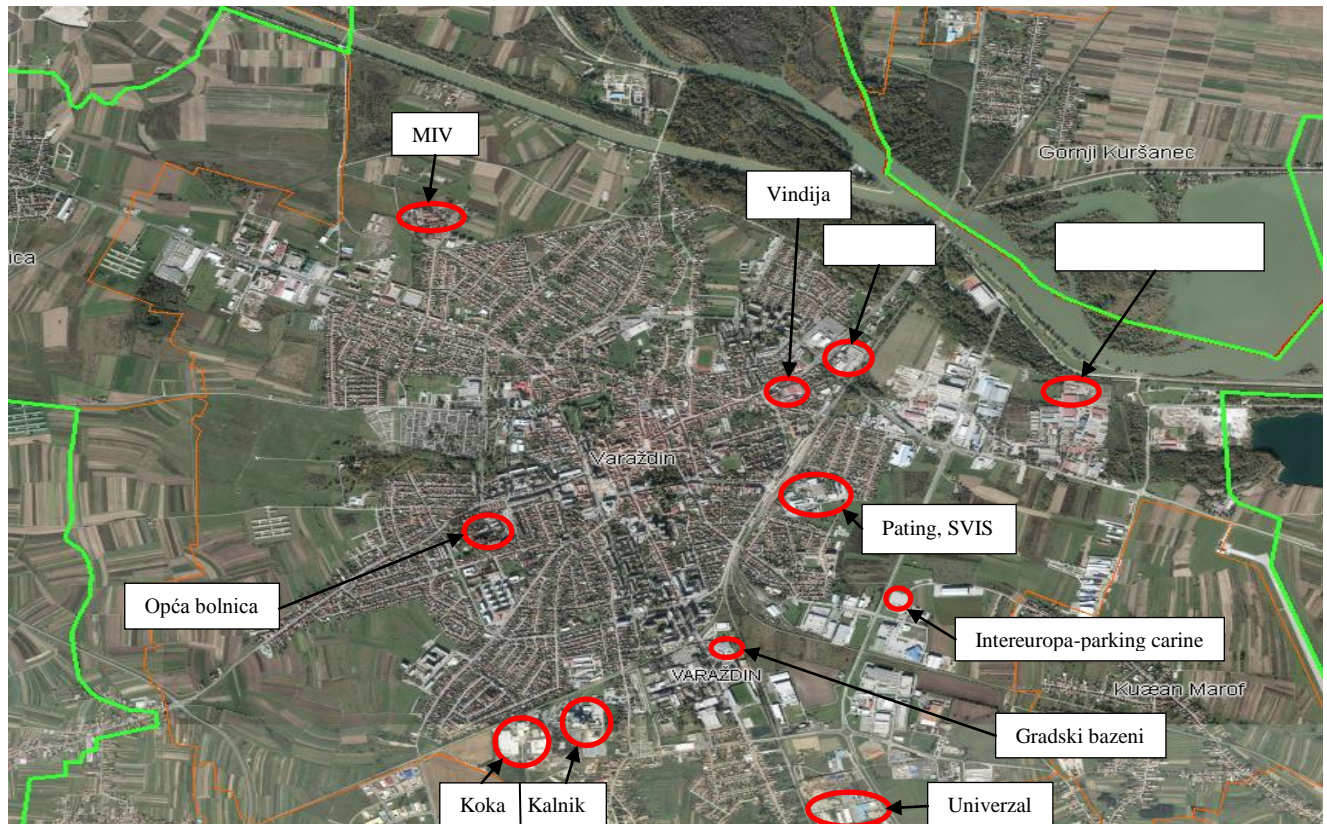 MIV
Gornji Kuršanec
Vindija
ica
Varaždin
Pating, SVIS
Opća bolnica
Intereuropa-parking carine
VARAŽDIN
Kuæan Marof
Gradski bazeni
Koka
Kalnik
Univerzal